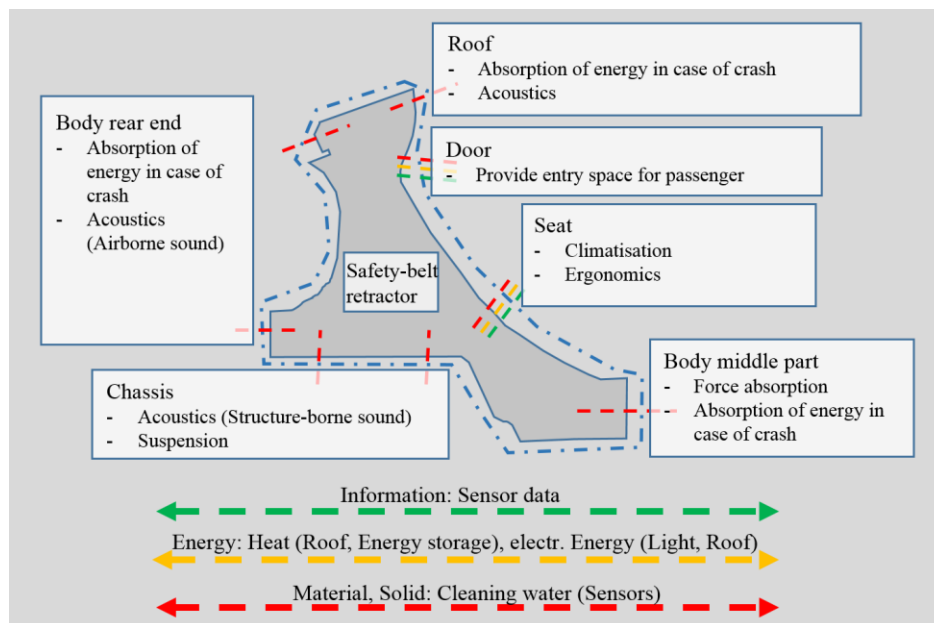 Roof
- Absorption of energy in case of crash
- Acoustics
Body rear end
- Absorption of
energy in case of
crash
- Acoustics
(Airborne sound)
Door
- Provide entry space for passenger
Seat
- Climatisation
- Ergonomics
Safety-belt
retractor
Body middle part
- Force absorption
- Absorption of energy in
case of crash
Chassis
- Acoustics (Structure-borne sound)
- Suspension
Information: Sensor data
Energy: Heat (Roof, Energy storage), electr. Energy (Light, Roof)
Material, Solid: Cleaning water (Sensors)